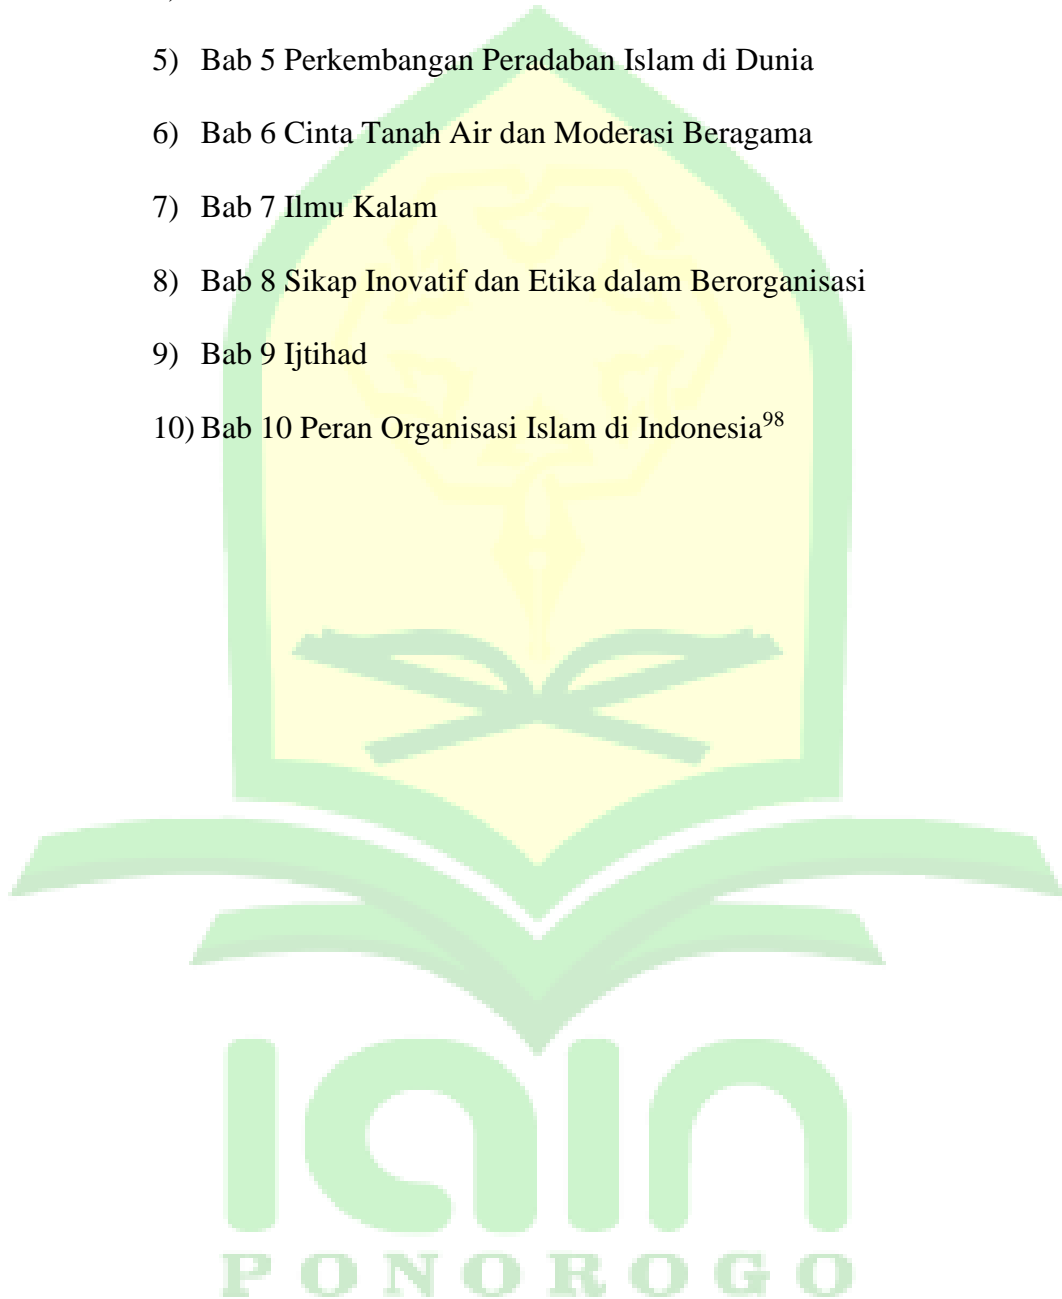 5) Bab 5 Perkembangan Peradaban Islam di Dunia
6) Bab 6 Cinta Tanah Air dan Moderasi Beragama
7) Bab 7 Ilmu Kalam
8) Bab 8 Sikap Inovatif dan Etika dalam Berorganisasi
9) Bab 9 Ijtihad
10) Bab 10 Peran Organisasi Islam di Indonesia98
iain
PONOROGO